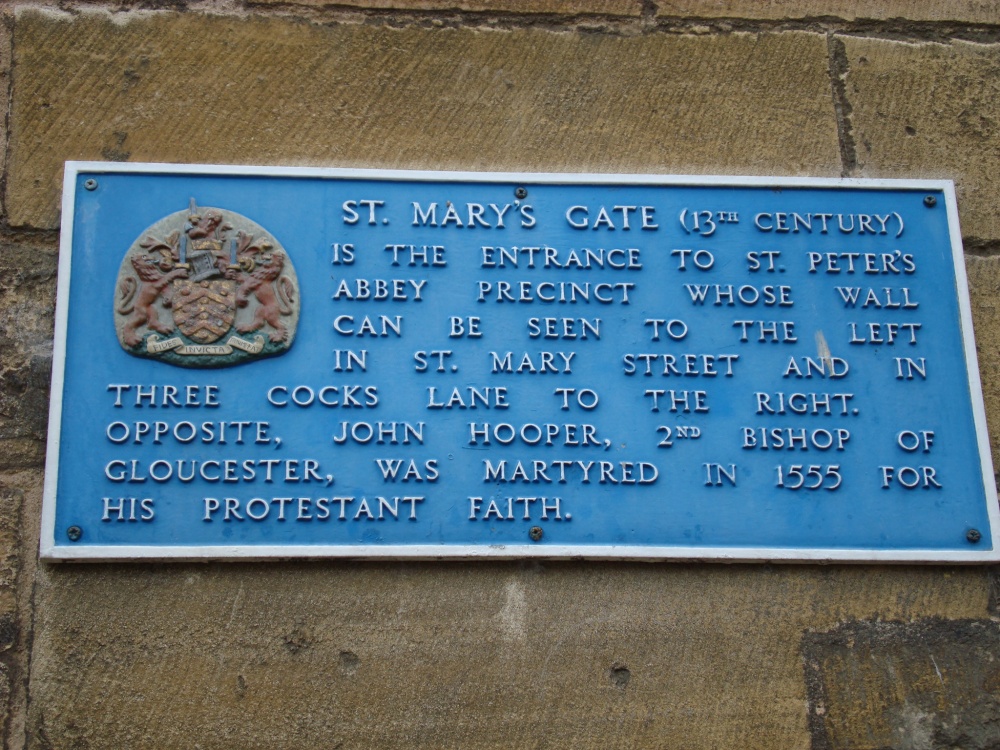 ST. MARY'S GATE (13TH CENTURY)
IS THE ENTRANCE TO ST. PETER'S
ABBEY PRECINCT WHOSE WALL
CAN BE SEEN TO THE LEFT
IN ST. MARY STREET AND IN
THREE COCKS LANE TO THE RIGHT.
OPPOSITE, JOHN HOOPER, 2ND BISHOP OF
GLOUCESTER, WAS MARTYRED IN 1555 FOR
HIS PROTESTANT FAITH.
INVICTA